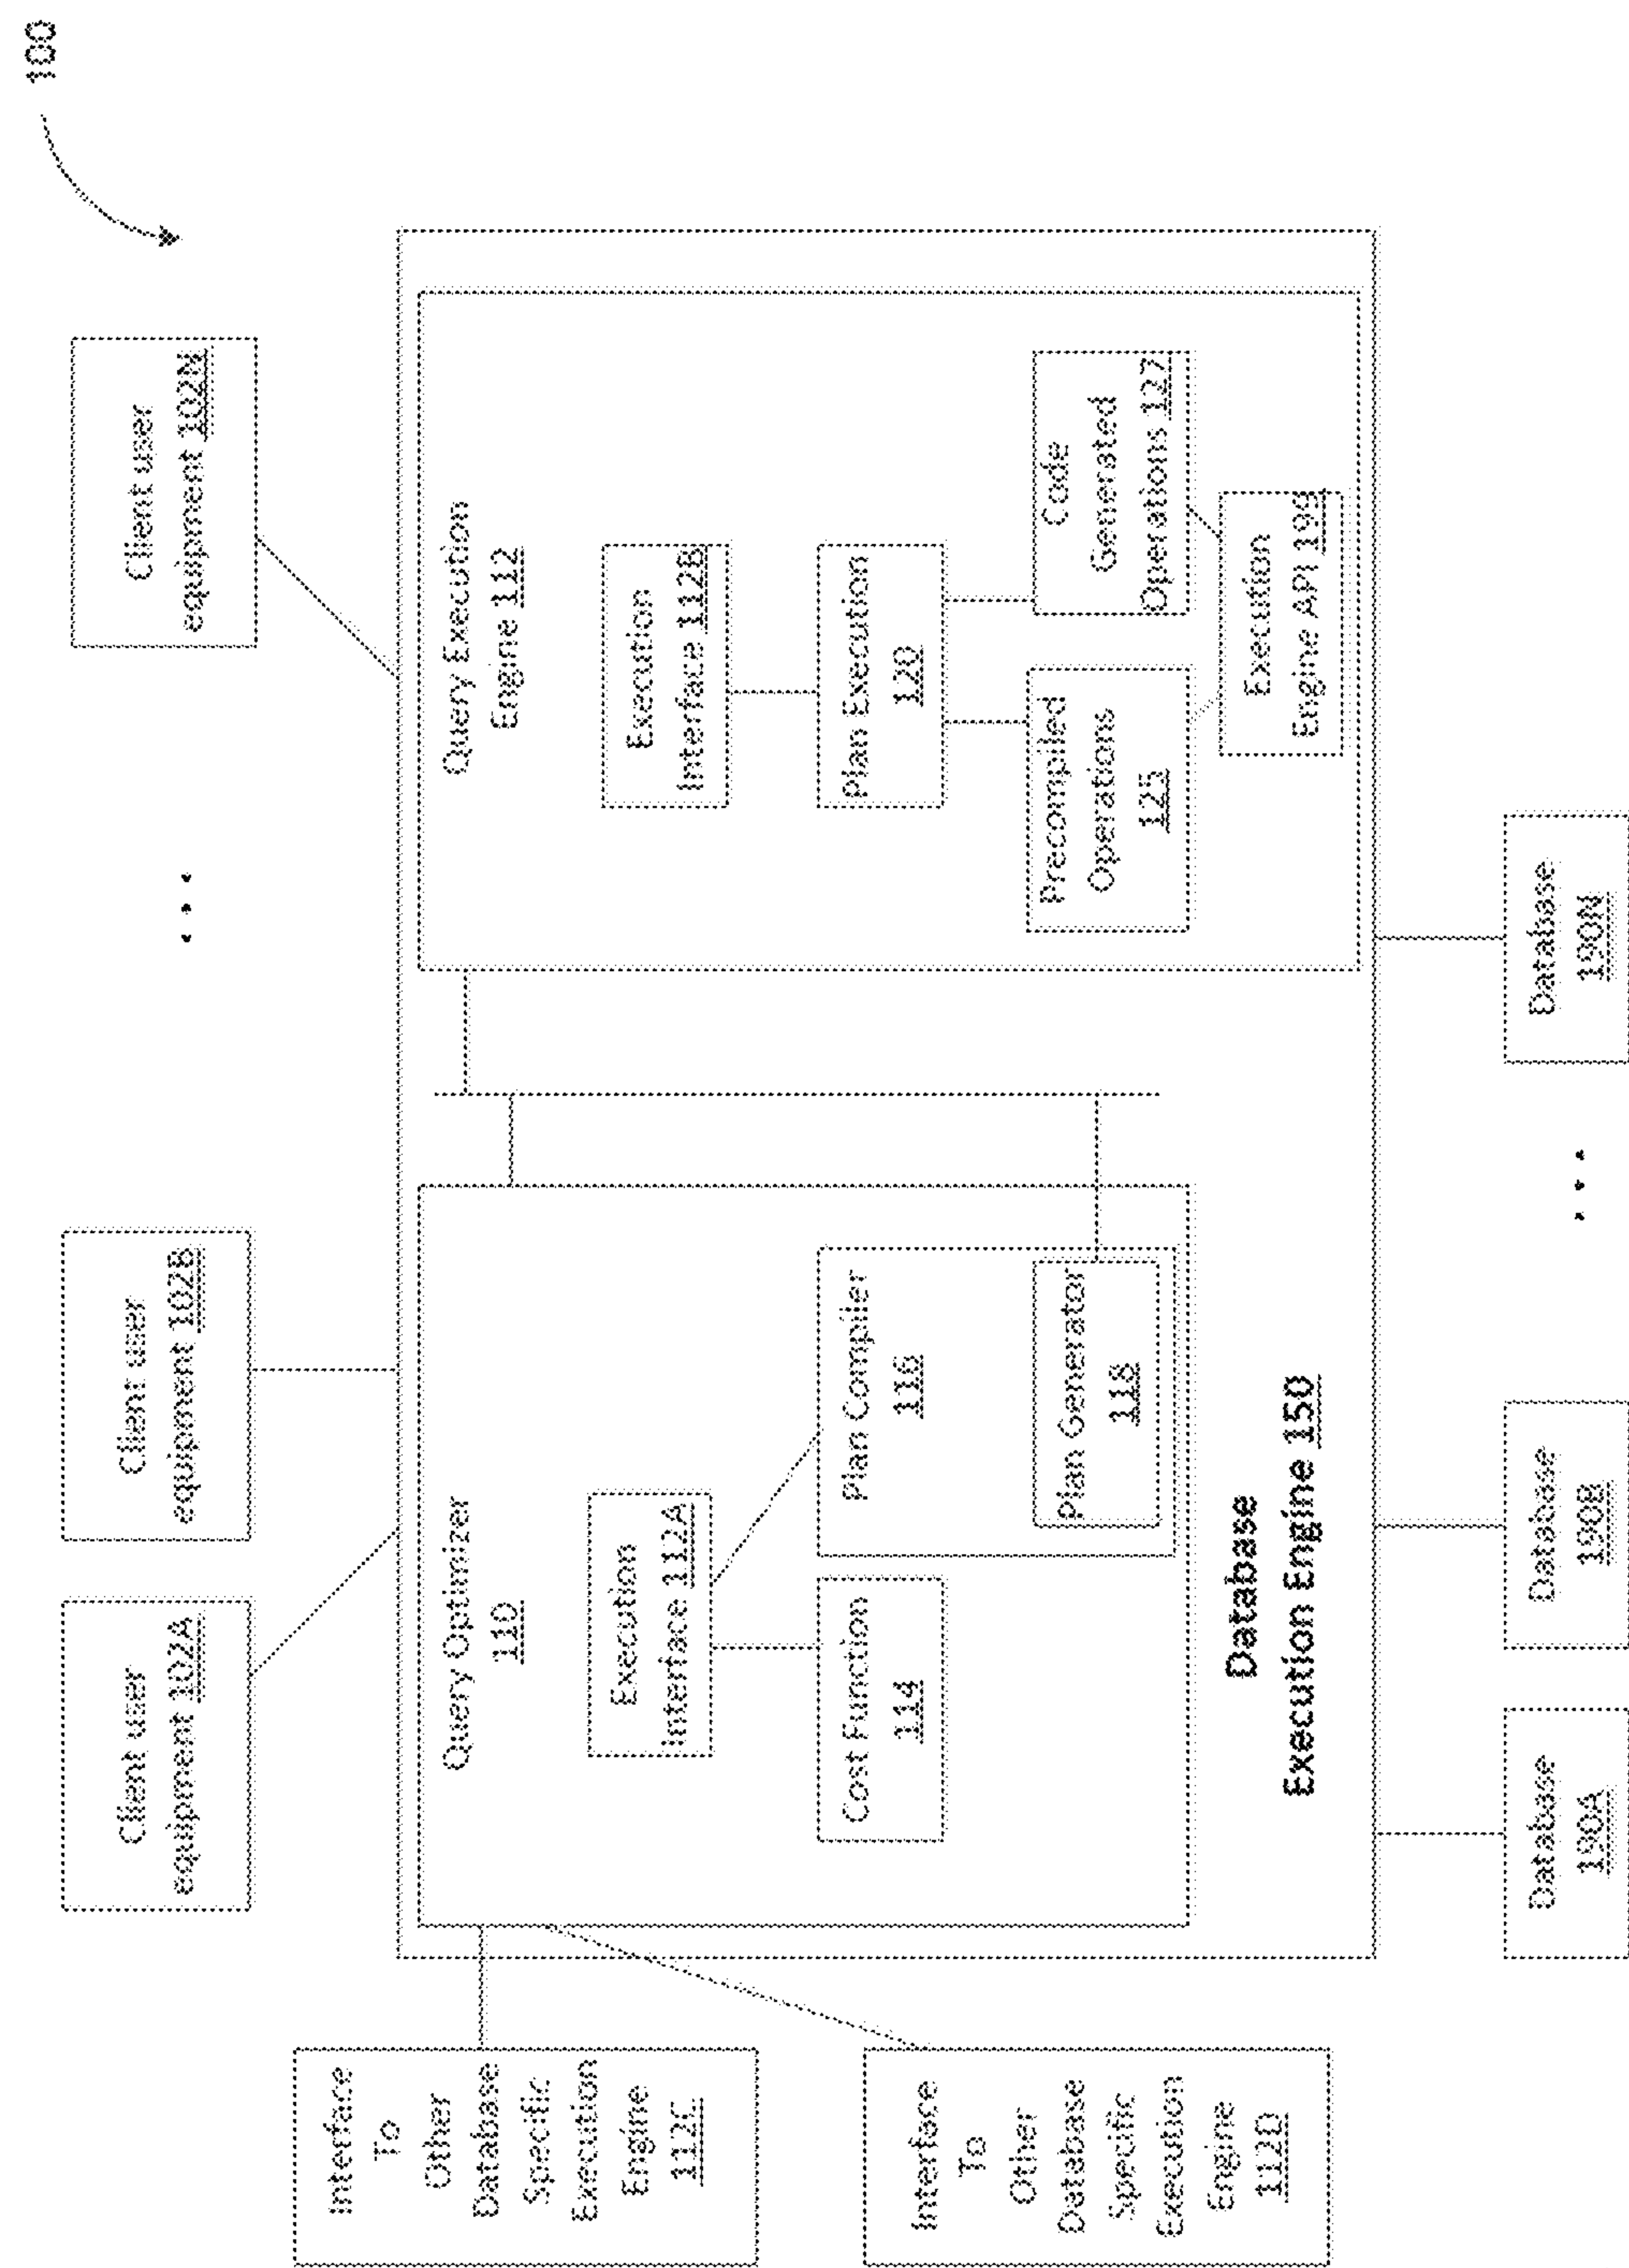 100
Client user
equipment 102A
Client user
equipment 102B
Client user
equipment 102N
Interface
To
Other
Database
Specific
Execution
Engine
112C
Interface
To
Other
Database
Specific
Execution
Engine
112D
Query Optimizer
110
Execution
Interface 112A
Cost Function
114
Plan Compiler
116
Plan Generator
118
Query Execution
Engine 112
Execution
Interface 112B
Plan Execution
120
Precompiled
Operations
125
Code
Generated
Operations 127
Execution
Engine API 199
Database
Execution Engine 150
Database
190A
Database
190B
Database
190N